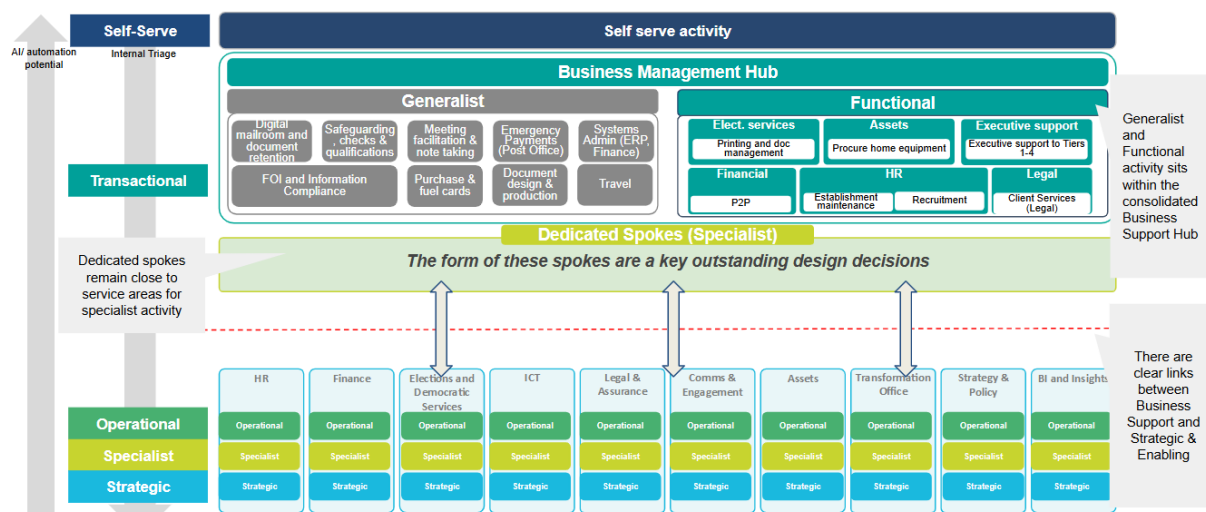 Self-Serve
Self serve activity
AI/ automation
potential
Internal Triage
Business Management Hub
Generalist
Functional
Digital
mailroom and
document
retention
Safeguarding
, checks &
qualifications
Meeting
facilitation &
note taking
Emergency
Payments
(Post Office)
Systems
Admin (ERP,
Finance)
FOI and Information
Compliance
Purchase &
fuel cards
Document
design &
production
Travel
Elect. services
Printing and doc
management
Assets
Procure home equipment
Executive support
Executive support to Tiers
1-4
Financial
P2P
HR
Establishment
maintenance
Recruitment
Legal
Client Services
(Legal)
Transactional
Generalist
and
Functional
activity sits
within the
consolidated
Business
Support Hub
Dedicated Spokes (Specialist)
The form of these spokes are a key outstanding design decisions
Dedicated spokes
remain close to
service areas for
specialist activity
There are
clear links
between
Business
Support and
Strategic &
Enabling
HR
Finance
Elections and
Democratic
Services
ICT
Legal &
Assurance
Comms &
Engagement
Assets
Transformation
Office
Strategy &
Policy
BI and Insights
Operational
Operational
Operational
Operational
Operational
Operational
Operational
Operational
Operational
Operational
Operational
Specialist
Specialist
Specialist
Specialist
Specialist
Specialist
Specialist
Specialist
Specialist
Specialist
Specialist
Strategic
Strategic
Strategic
Strategic
Strategic
Strategic
Strategic
Strategic
Strategic
Strategic
Strategic